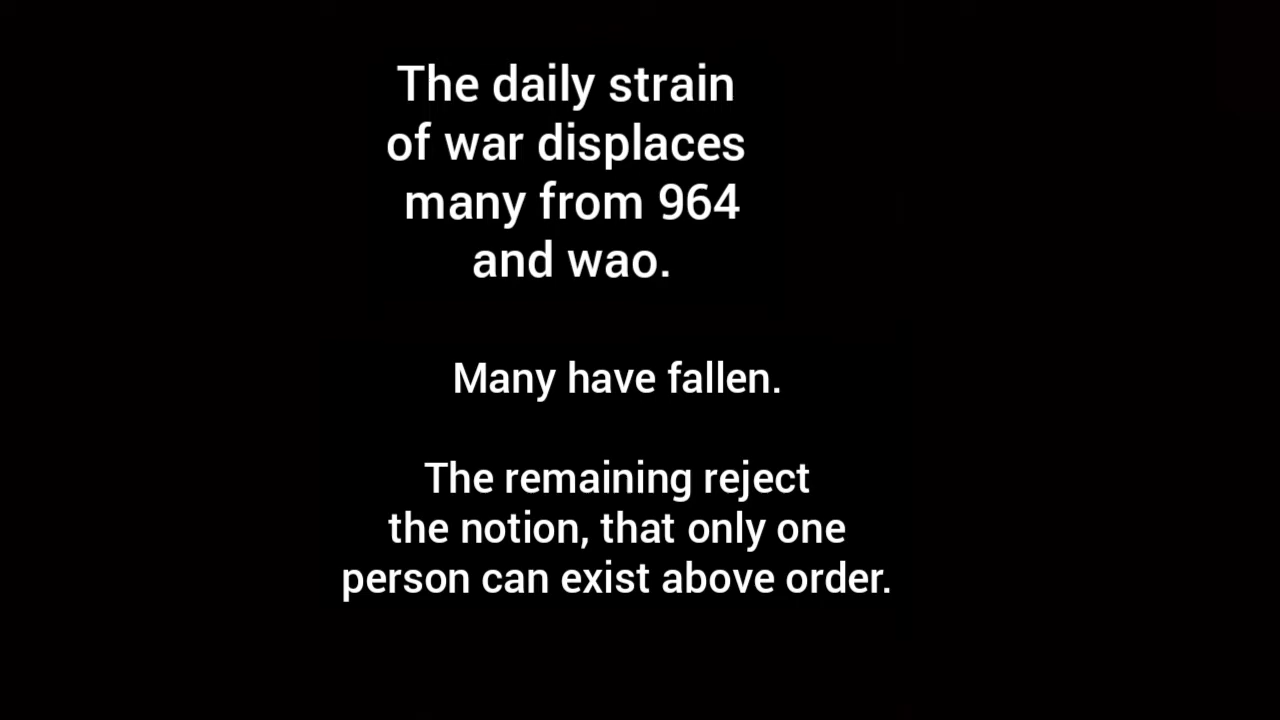 The daily strain
of war displaces
many from 964
and wao.
Many have fallen.
The remaining reject
the notion, that only one
person can exist above order.